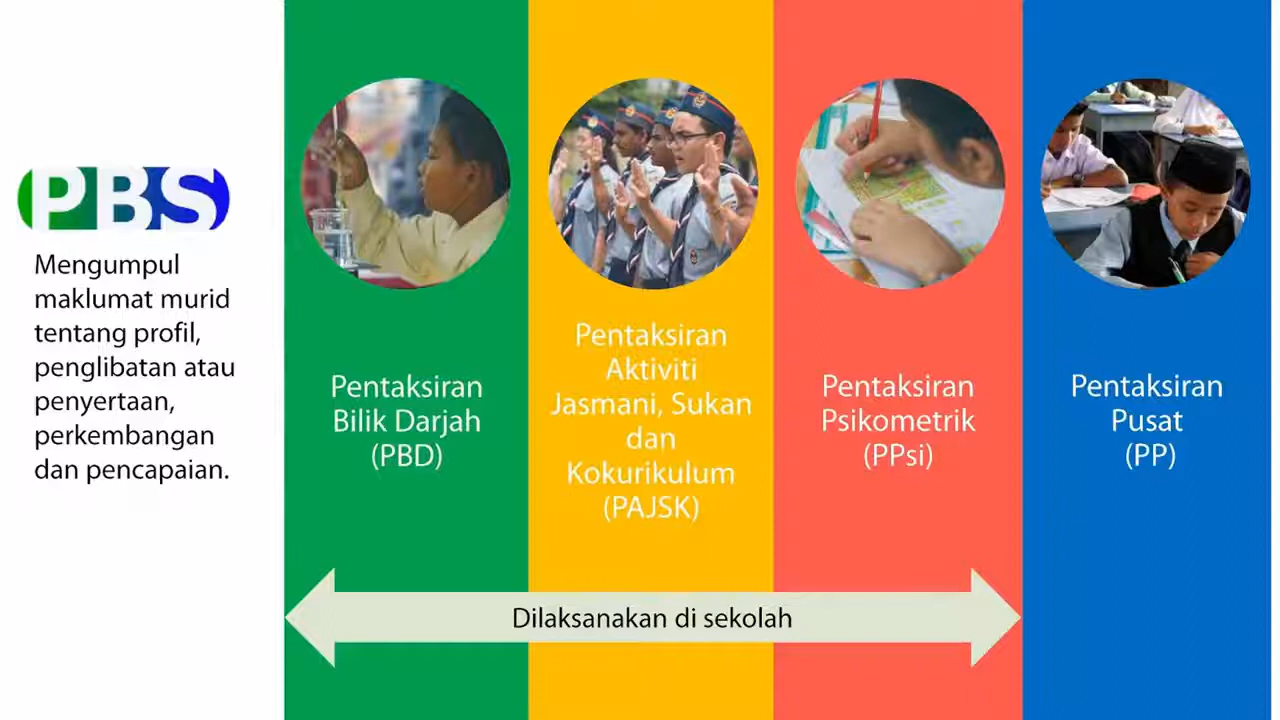 PBS
Mengumpul
maklumat murid
tentang profil,
penglibatan atau
penyertaan,
perkembangan
dan pencapaian.
Pentaksiran
Bilik Darjah
(PBD)
Pentaksiran
Aktiviti
Jasmani, Sukan
dan
Kokurikulum
(PAJSK)
Pentaksiran
Psikometrik
(PPsi)
Pentaksiran
Pusat
(PP)
Dilaksanakan di sekolah